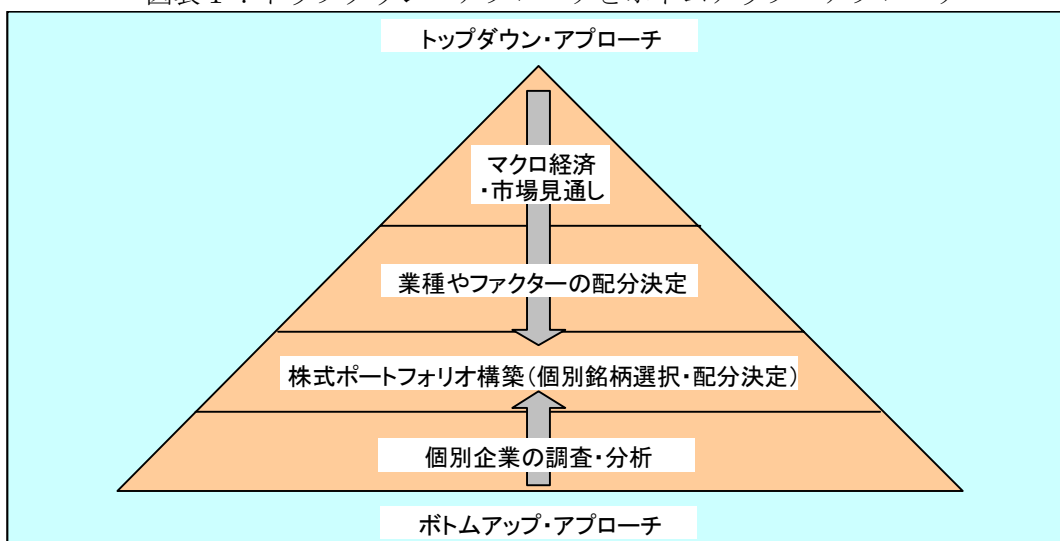 トップダウン・アプローチ
マクロ経済
・市場見通し
業種やファクターの配分決定
株式ポートフォリオ構築(個別銘柄選択・配分決定)
個別企業の調査・分析
ボトムアップ・アプローチ